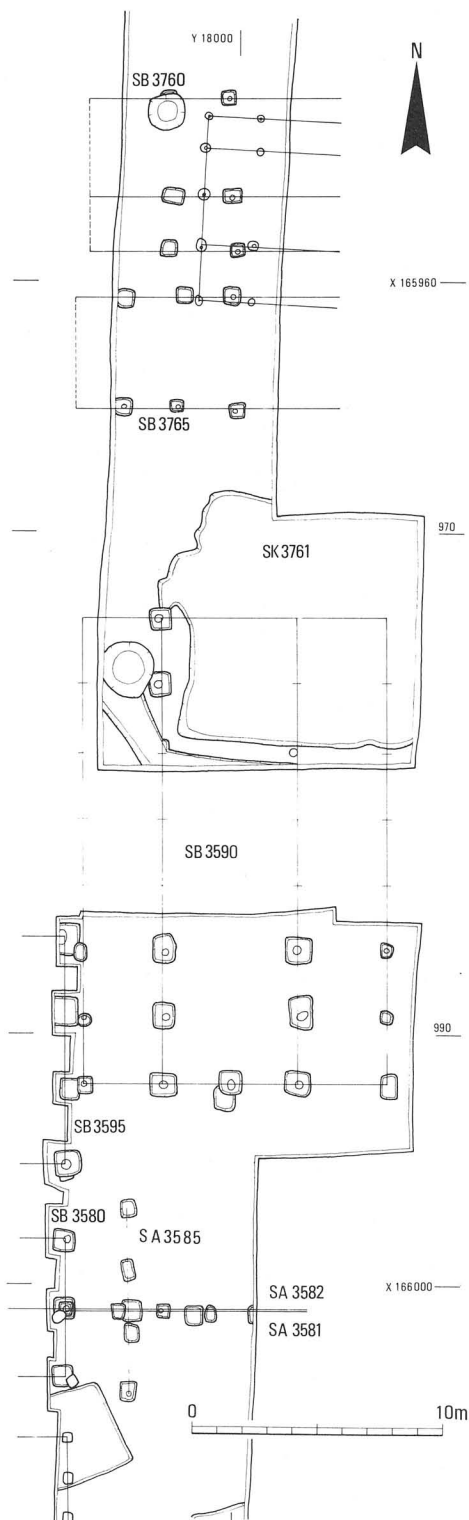 Y 18000
N
SB 3760
X 165960
SB 3765
970
SK 3761
SB 3590
990
SB 3595
SB 3580
SA 3585
X 166000
SA 3582
SA 3581
0
10m